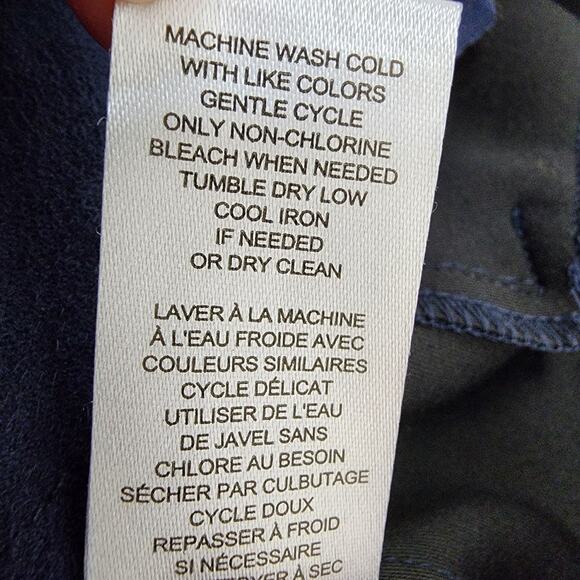 MACHINE WASH COLD
WITH LIKE COLORS
GENTLE CYCLE
ONLY NON-CHLORINE
BLEACH WHEN NEEDED
TUMBLE DRY LOW
COOL IRON
IF NEEDED
OR DRY CLEAN
LAVER À LA MACHINE
À L'EAU FROIDE AVEC
COULEURS SIMILAIRES
CYCLE DÉLICAT
UTILISER DE L'EAU
DE JAVEL SANS
CHLORE AU BESOIN
SÉCHER PAR CULBUTAGE
CYCLE DOUX
REPASSER À FROID
SI NÉCESSAIRE
À SEC